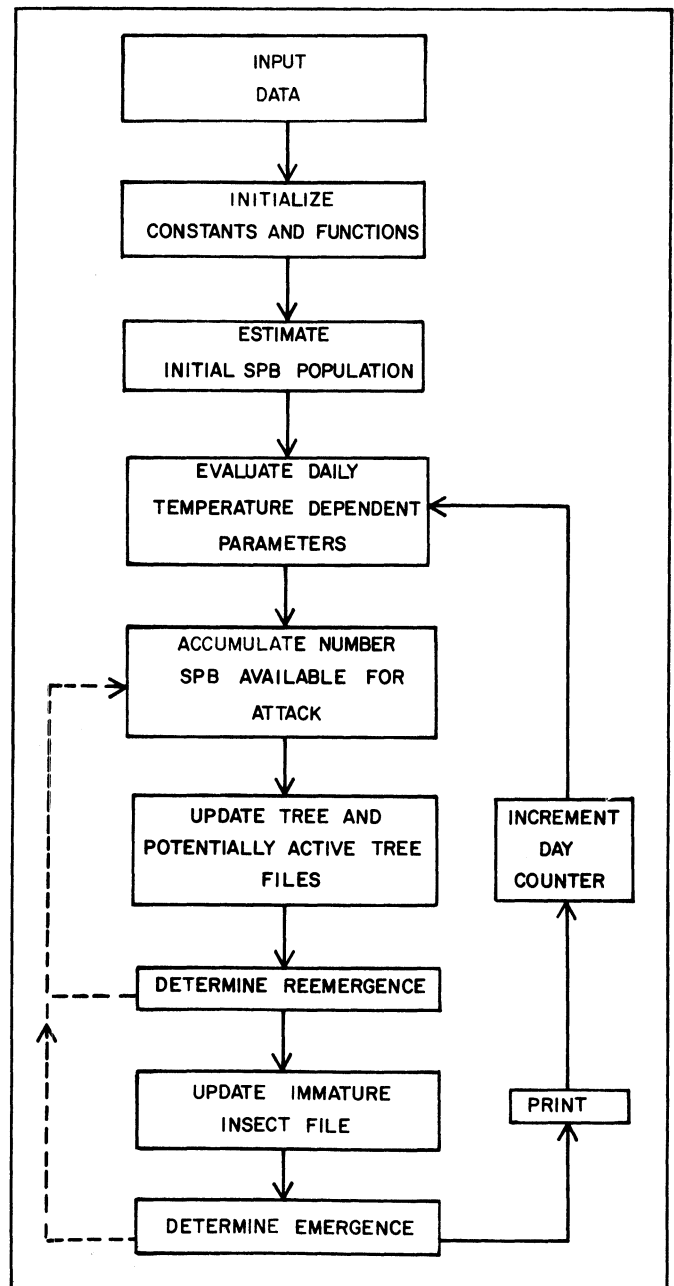 INPUT
DATA
INITIALIZE
CONSTANTS AND FUNCTIONS
ESTIMATE
INITIAL SPB POPULATION
EVALUATE DAILY
TEMPERATURE DEPENDENT
PARAMETERS
ACCUMULATE NUMBER
SPB AVAILABLE FOR
ATTACK
UPDATE TREE AND
POTENTIALLY ACTIVE TREE
FILES
DETERMINE REEMERGENCE
UPDATE IMMATURE
INSECT FILE
DETERMINE EMERGENCE
PRINT
INCREMENT
DAY
COUNTER